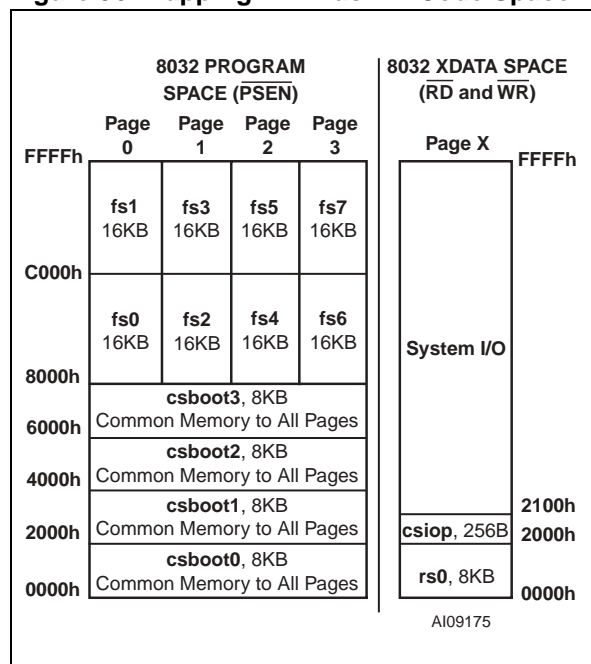 8032 PROGRAM
SPACE (PSEN)
8032 XDATA SPACE
(RD and WR)
Page 0
Page 1
Page 2
Page 3
Page X
FFFFh
FFFFh
fs1
16KB
fs3
16KB
fs5
16KB
fs7
16KB
C000h
fs0
16KB
fs2
16KB
fs4
16KB
fs6
16KB
System I/O
8000h
csboot3, 8KB
Common Memory to All Pages
6000h
csboot2, 8KB
Common Memory to All Pages
4000h
csboot1, 8KB
Common Memory to All Pages
2000h
csboot0, 8KB
Common Memory to All Pages
0000h
2100h
csiop, 256B
2000h
rs0, 8KB
0000h
AI09175